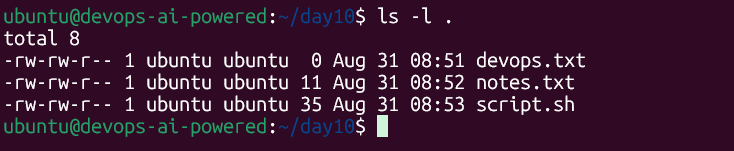 ubuntu@devops-ai-powered:~/day10$ ls -l .
total 8
-rw-rw-r-- 1 ubuntu ubuntu  0 Aug 31 08:51 devops.txt
-rw-rw-r-- 1 ubuntu ubuntu 11 Aug 31 08:52 notes.txt
-rw-rw-r-- 1 ubuntu ubuntu 35 Aug 31 08:53 script.sh
ubuntu@devops-ai-powered:~/day10$